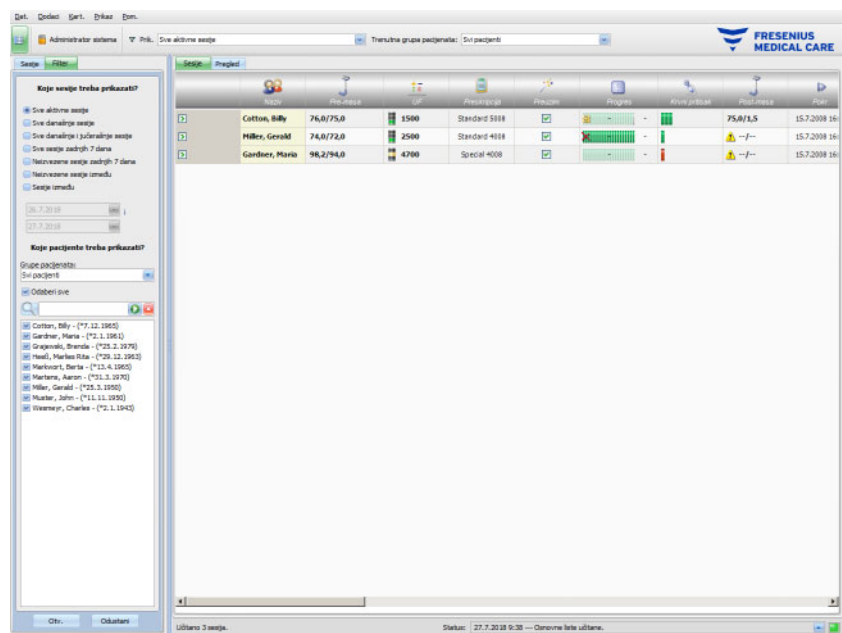 Dat. Dodaci Kart. Prikaz Pom.
Administrator sistema Prik. Sve aktivne sesije Trenutna grupa pacijenata: Svi pacijenti
FRESENIUS
MEDICAL CARE
Sesije Filter Sesije Pregled
Koje sesije treba prikazati?
Sve aktivne sesije
Sve današnje sesije
Sve današnje i jučerašnje sesije
Sve sesije zadnjih 7 dana
Neizvezene sesije zadnjih 7 dana
Neizvezene sesije između
Sesije između
26.7.2018 i
27.7.2018
Koje pacijente treba prikazati?
Grupe pacijenata:
Svi pacijenti
Odaberi sve
Cotton, Billy - (*7.12.1965)
Gardner, Maria - (*2.1.1961)
Grajewski, Brenda - (*25.2.1979)
Heeß, Marlies Rita - (*29.12.1963)
Markwort, Berta - (*13.4.1965)
Martens, Aaron - (*31.3.1970)
Miller, Gerald - (*25.3.1950)
Muster, John - (*11.11.1950)
Wesmeyr, Charles - (*2.1.1943)
Otv. Odustani
Naziv Pre-mesa UF Preskripcija Preuzim Progres Krvni pritisak Post-mesa Pokr
Cotton, Billy 76,0/75,0 1500 Standard 5008 - - 75,0/1,5 15.7.2008 16:
Miller, Gerald 74,0/72,0 2500 Standard 4008 - - --/-- 15.7.2008 16:
Gardner, Maria 98,2/94,0 4700 Special 4008 - - --/-- 15.7.2008 16:
Učitano 3 sesija. Status: 27.7.2018 9:38 --- Osnovne liste učitane.